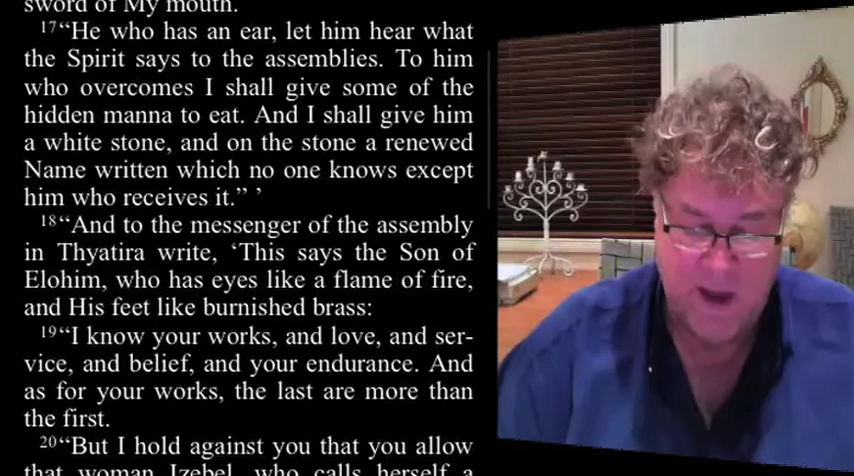 sword of My mouth.
17“He who has an ear, let him hear what
the Spirit says to the assemblies. To him
who overcomes I shall give some of the
hidden manna to eat. And I shall give him
a white stone, and on the stone a renewed
Name written which no one knows except
him who receives it.” ’
18“And to the messenger of the assembly
in Thyatira write, ‘This says the Son of
Elohim, who has eyes like a flame of fire,
and His feet like burnished brass:
19“I know your works, and love, and ser-
vice, and belief, and your endurance. And
as for your works, the last are more than
the first.
20“But I hold against you that you allow
that woman Izebel, who calls herself a